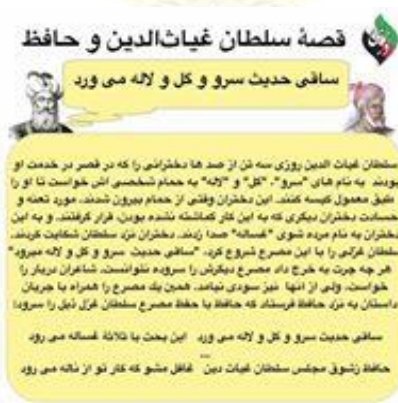 قصهٔ سلطان غیاث‌الدین و حافظ
ساقی حدیث سرو و گل و لاله می ورد
سلطان غیاث الدین روزی سه تن از صد ها دخترانی را که در قصر در خدمت او
بودند به نام های "سرو"، "گل" و "لاله" به حمام شخصی اش خواست تا او را
طبق معمول کیسه کنند. این دختران وقتی از حمام بیرون شدند، مورد تعنه و
حسادت دختران دیگری که به این کار گماشته نشده بودن، قرار گرفتند. و به این
دختران به نام مرده شوی "غساله" صدا زدند. دختران نزد سلطان شکایت کردند.
سلطان غزلی را با این مصرع شروع کرد. "ساقی حدیث سرو و گل و لاله میرود"
هر چه جرت به خرج داد مصرع دیگرش را سروده نتوانست. شاعران دربار را
خواست. ولی از آنها نیز سودی نیامد. همین یک مصرع را همراه با جریان
داستان به نزد حافظ فرستاد که حافظ با حفظ مصرع سلطان غزل ذیل را سرود:
ساقی حدیث سرو و گل و لاله می ورد این بحث با ثلاثهٔ غساله می رود
...
حافظ زشوق مجلس سلطان غیاث دین غافل مشو که کار تو از ناله می رود